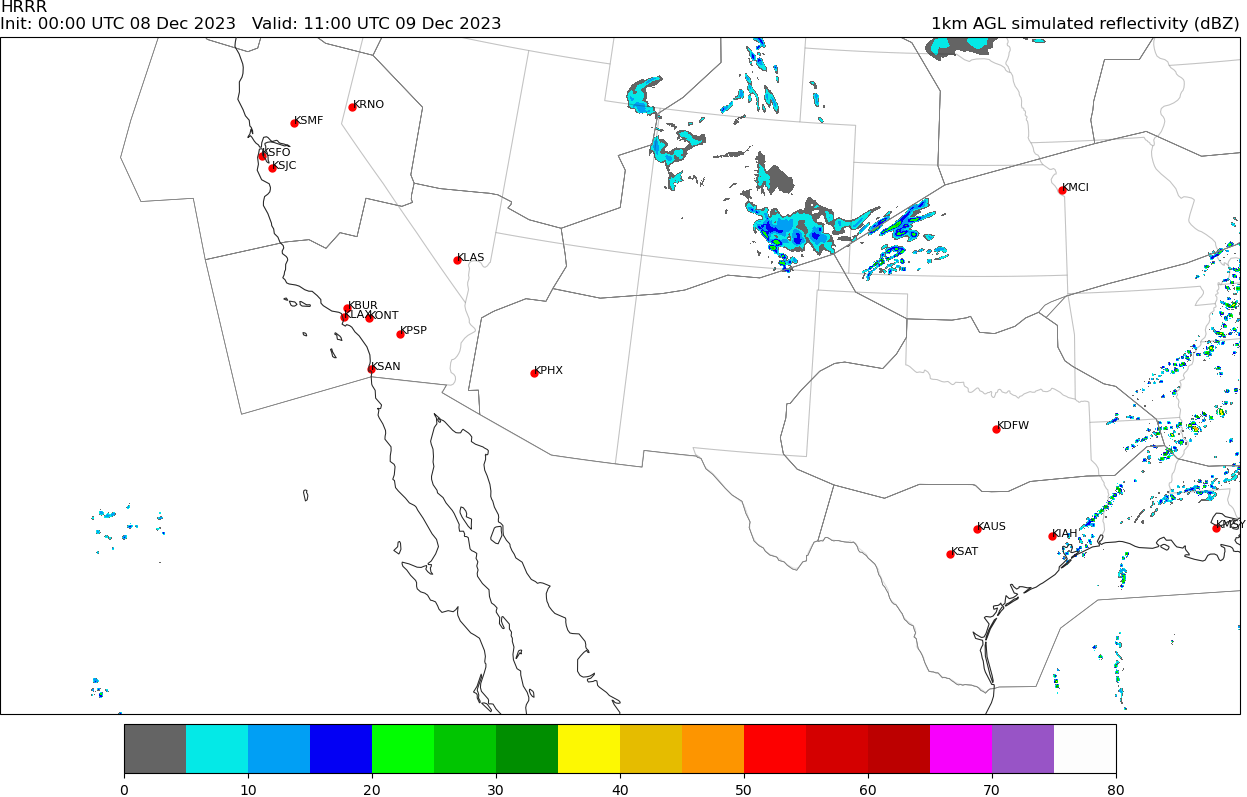 HRRR
Init: 00:00 UTC 08 Dec 2023   Valid: 11:00 UTC 09 Dec 2023   1km AGL simulated reflectivity (dBZ)
KRNO
KSMF
KSFO
KSJC
KMCI
KLAS
KBUR
KLAX KONT
KPSP
KSAN
KPHX
KDFW
KAUS
KMSY
KIAH
KSAT
0 10 20 30 40 50 60 70 80